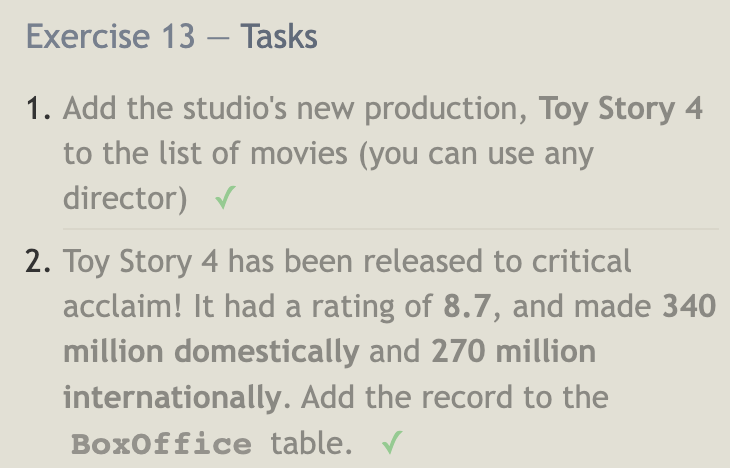 Exercise 13 — Tasks
1. Add the studio's new production, Toy Story 4
to the list of movies (you can use any
director) ✓
2. Toy Story 4 has been released to critical
acclaim! It had a rating of 8.7, and made 340
million domestically and 270 million
internationally. Add the record to the
BoxOffice table. ✓